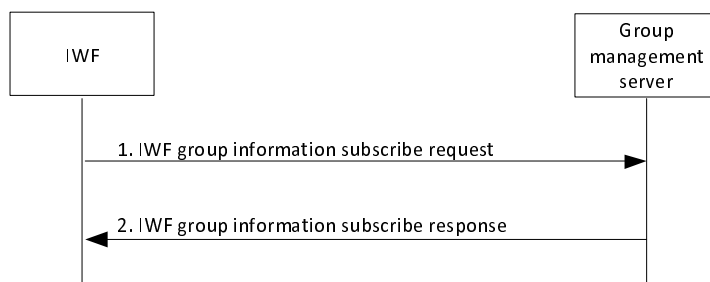 IWF
Group
management
server
1. IWF group information subscribe request
2. IWF group information subscribe response